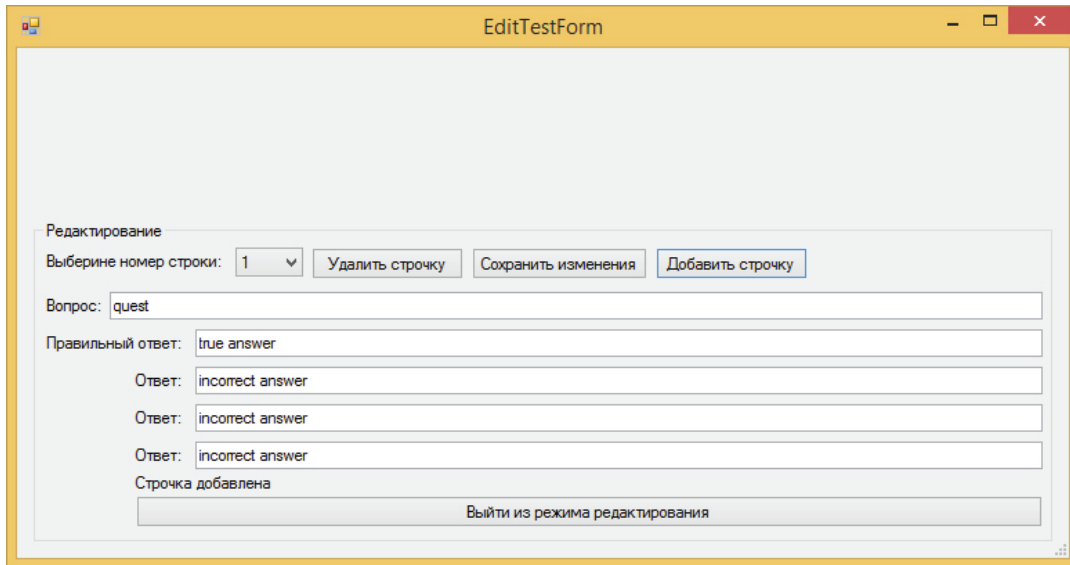 EditTestForm
Редактирование
Выберине номер строки: 1 Удалить строчку Сохранить изменения Добавить строчку
Вопрос: quest
Правильный ответ: true answer
Ответ: incorrect answer
Ответ: incorrect answer
Ответ: incorrect answer
Строчка добавлена
Выйти из режима редактирования